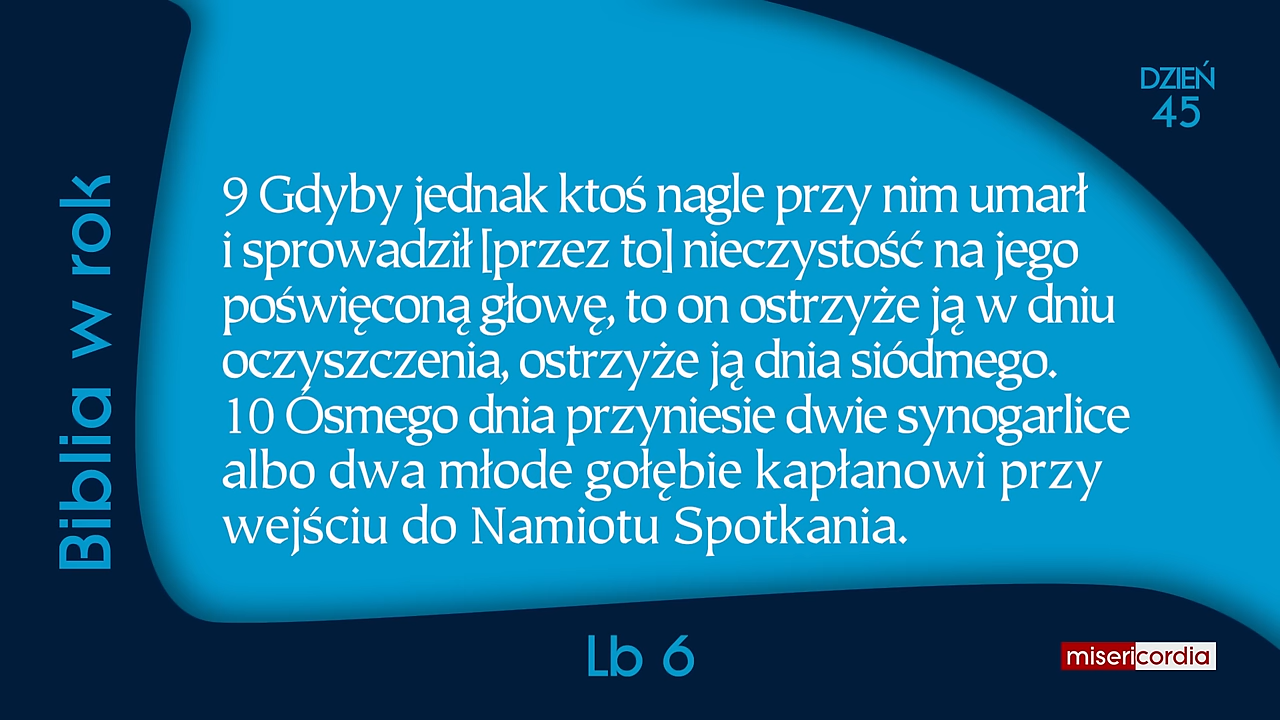 DZIEŃ
45
Biblia w rok
9 Gdyby jednak ktoś nagle przy nim umarł
i sprowadził [przez to] nieczystość na jego
poświęconą głowę, to on ostrzyże ją w dniu
oczyszczenia, ostrzyże ją dnia siódmego.
10 Ósmego dnia przyniesie dwie synogarlice
albo dwa młode gołębie kapłanowi przy
wejściu do Namiotu Spotkania.
Lb 6
misericordia